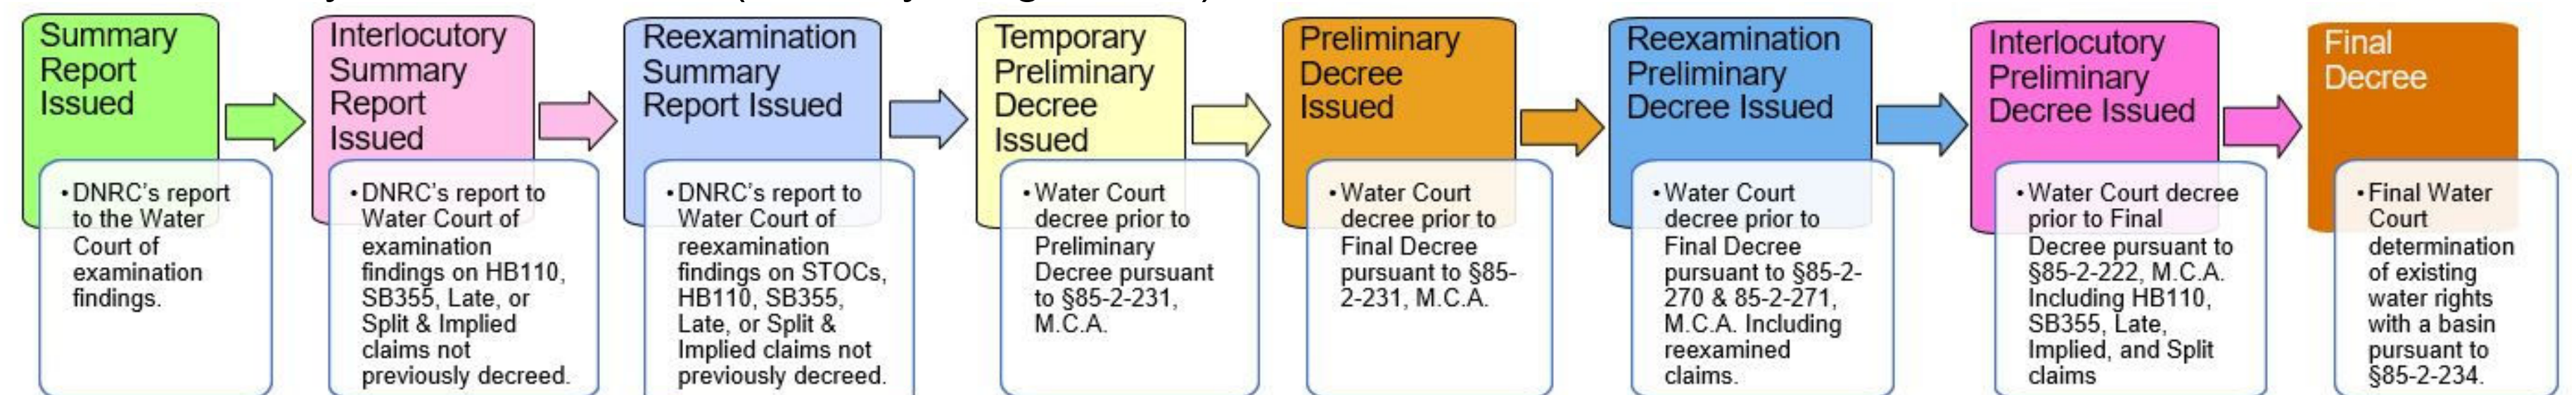 Summary
Report
Issued
• DNRC's report
to the Water
Court of
examination
findings.
Interlocutory
Summary
Report
Issued
• DNRC's report to
Water Court of
examination
findings on HB110,
SB355, Late, or
Split & Implied
claims not
previously decreed.
Reexamination
Summary
Report Issued
• DNRC's report to
Water Court of
reexamination
findings on STOCs,
HB110, SB355,
Late, or Split &
Implied claims not
previously decreed.
Temporary
Preliminary
Decree
Issued
• Water Court
decree prior to
Preliminary
Decree pursuant
to §85-2-231,
M.C.A.
Preliminary
Decree
Issued
• Water Court
decree prior to
Final Decree
pursuant to §85-
2-231, M.C.A.
Reexamination
Preliminary
Decree Issued
• Water Court
decree prior to
Final Decree
pursuant to §85-2-
270 & 85-2-271,
M.C.A. Including
reexamined
claims.
Interlocutory
Preliminary
Decree Issued
• Water Court decree
prior to Final
Decree pursuant to
§85-2-222, M.C.A.
Including HB110,
SB355, Late,
Implied, and Split
claims
Final
Decree
• Final Water
Court
determination
of existing
water rights
with a basin
pursuant to
§85-2-234.